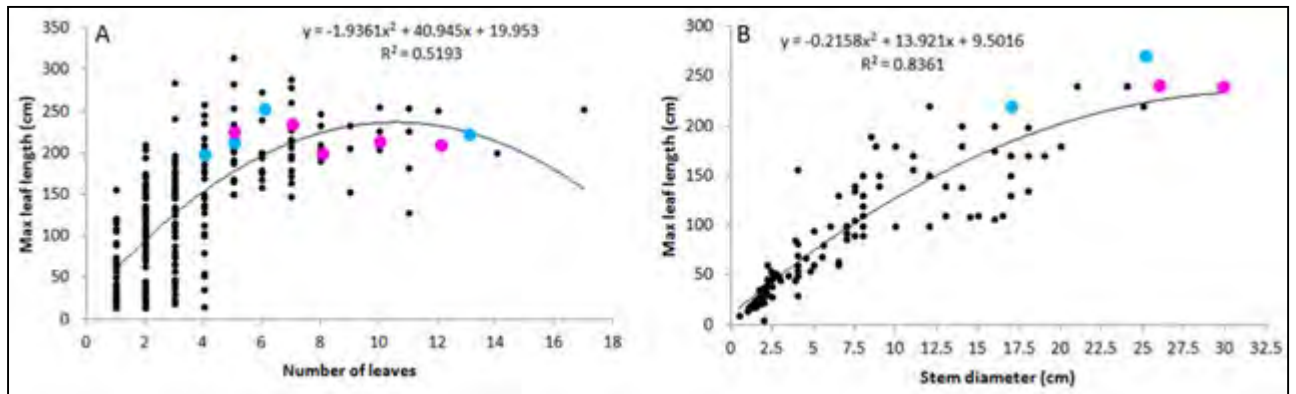 A
y = -1.9361x² + 40.945x + 19.953
R² = 0.5193
Max leaf length (cm)
350
300
250
200
150
100
50
0
0 2 4 6 8 10 12 14 16 18
Number of leaves
B
y = -0.2158x² + 13.921x + 9.5016
R² = 0.8361
Max leaf length (cm)
300
250
200
150
100
50
0
0 2.5 5 7.5 10 12.5 15 17.5 20 22.5 25 27.5 30 32.5
Stem diameter (cm)